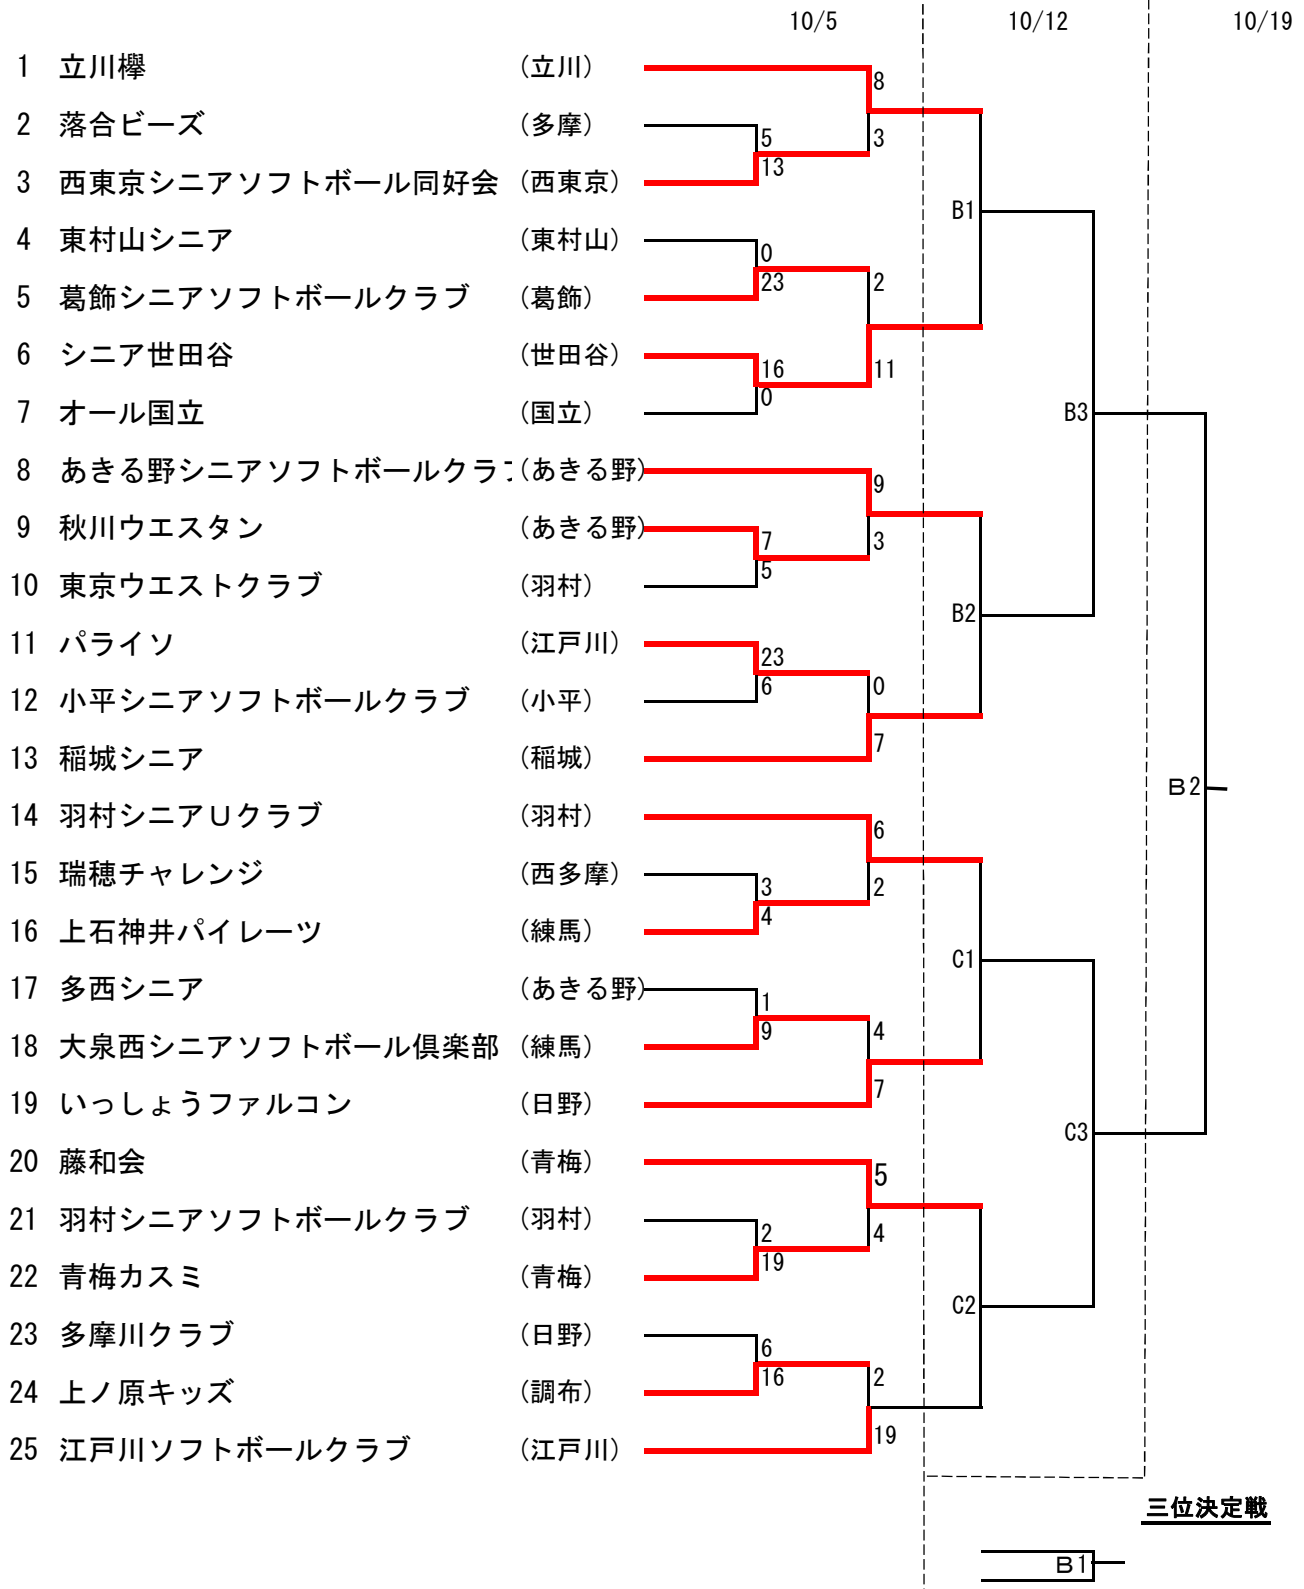 10/5 10/12 10/19
1 立川欅 (立川)
8
2 落合ビーズ (多摩)
5 3
13
3 西東京シニアソフトボール同好会 (西東京)
B1
4 東村山シニア (東村山)
0
23 2
5 葛飾シニアソフトボールクラブ (葛飾)
6 シニア世田谷 (世田谷)
16 11
0
7 オール国立 (国立)
B3
8 あきる野シニアソフトボールクラ (あきる野)
9
9 秋川ウエスタン (あきる野)
7 3
5
10 東京ウエストクラブ (羽村)
B2
11 パライソ (江戸川)
23
6 0
12 小平シニアソフトボールクラブ (小平)
7
13 稲城シニア (稲城)
B2
14 羽村シニアUクラブ (羽村)
6
15 瑞穂チャレンジ (西多摩)
3 2
4
16 上石神井パイレーツ (練馬)
C1
17 多西シニア (あきる野)
1
9 4
18 大泉西シニアソフトボール倶楽部 (練馬)
7
19 いっしょうファルコン (日野)
C3
20 藤和会 (青梅)
5
21 羽村シニアソフトボールクラブ (羽村)
2 4
19
22 青梅カスミ (青梅)
C2
23 多摩川クラブ (日野)
6
16 2
24 上ノ原キッズ (調布)
19
25 江戸川ソフトボールクラブ (江戸川)
三位決定戦
B1